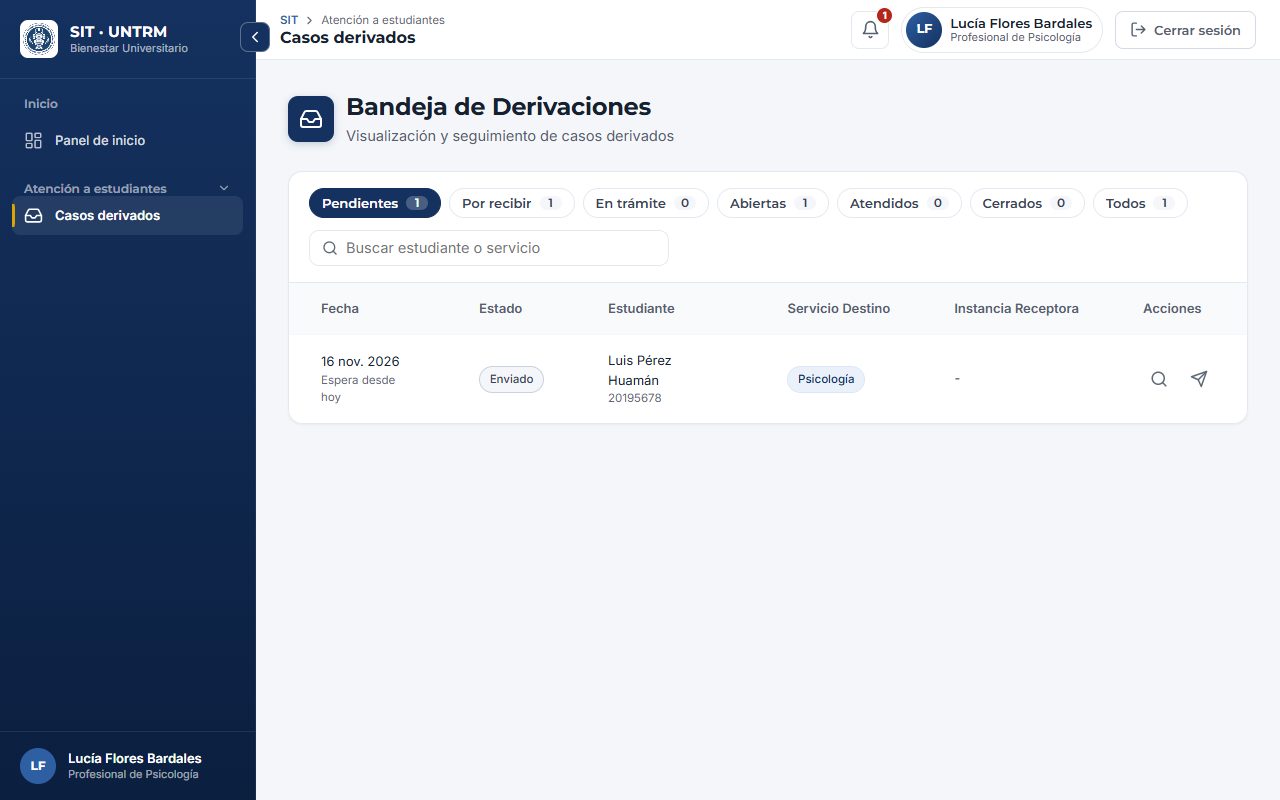 SIT · UNTRM
Bienestar Universitario
Inicio
Panel de inicio
Atención a estudiantes
Casos derivados
Lucía Flores Bardales
LF
Profesional de Psicología
SIT > Atención a estudiantes
Casos derivados
1
LF
Lucía Flores Bardales
Profesional de Psicología
Cerrar sesión
Bandeja de Derivaciones
Visualización y seguimiento de casos derivados
Pendientes 1 Por recibir 1 En trámite 0 Abiertas 1 Atendidos 0 Cerrados 0 Todos 1
Buscar estudiante o servicio
Fecha Estado Estudiante Servicio Destino Instancia Receptora Acciones
16 nov. 2026
Espera desde
hoy
Enviado
Luis Pérez
Huamán
20195678
Psicología
-